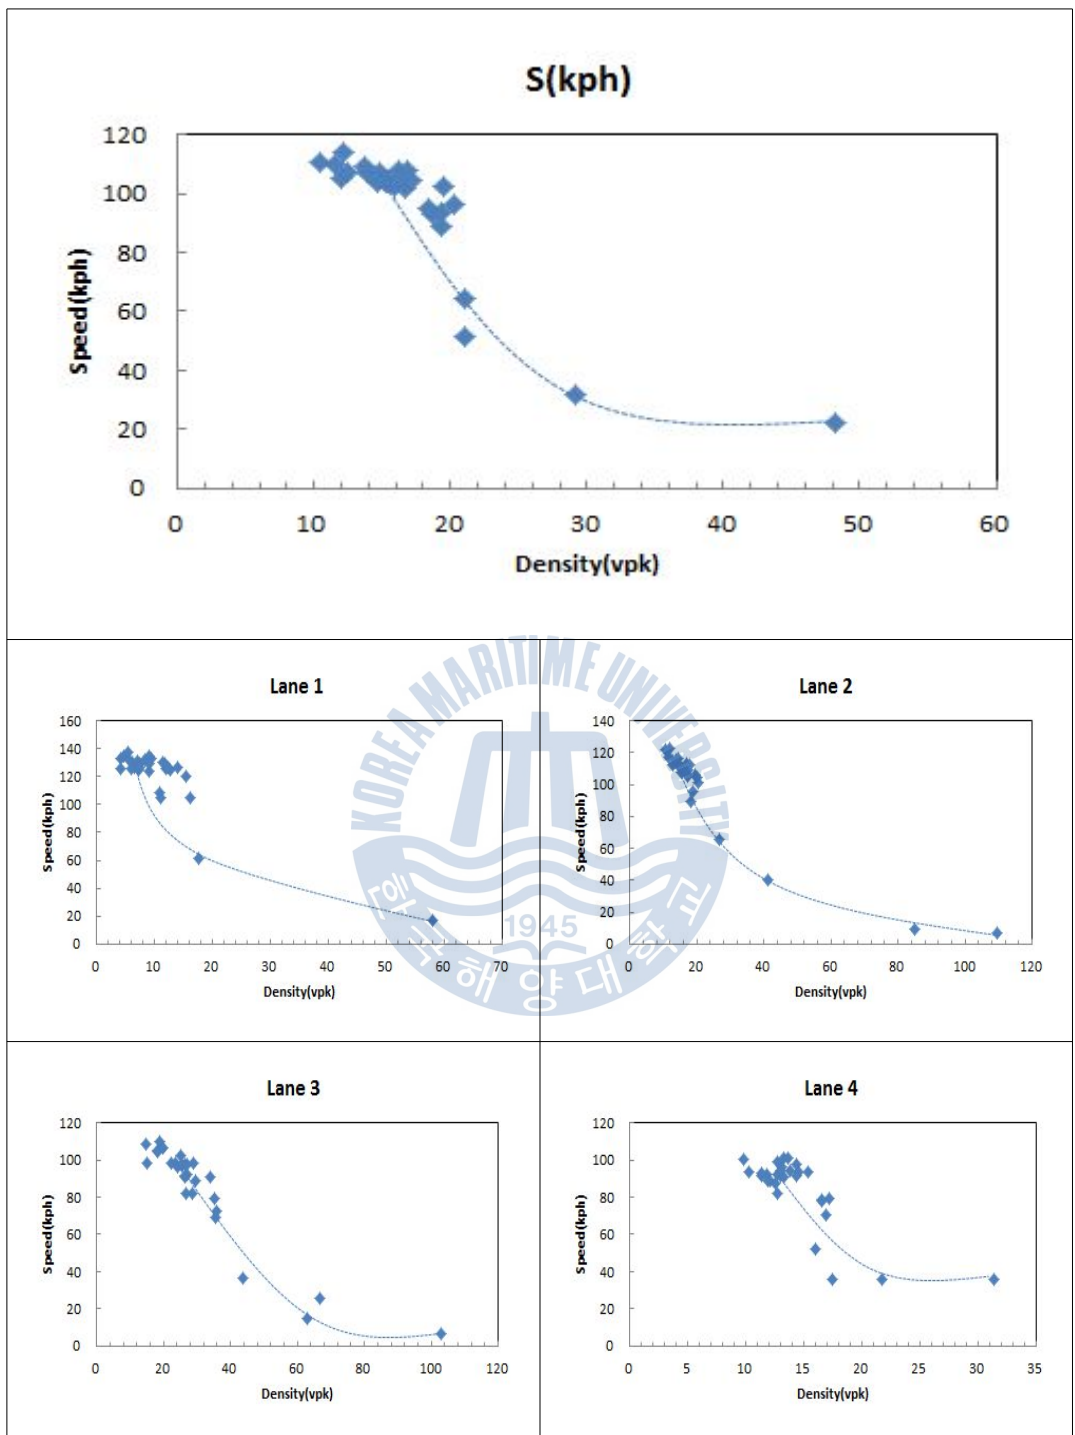 S(kph)
120
100
80
60
40
20
0
Speed(kph)
0 10 20 30 40 50 60
Density(vpk)
Lane 1
160
140
120
100
80
60
40
20
0
Speed(kph)
0 10 20 30 40 50 60 70
Density(vpk)
Lane 2
140
120
100
80
60
40
20
0
Speed(kph)
0 20 40 60 80 100 120
Density(vpk)
KOREA MARITIME UNIVERSITY
1945
한국해양대학교
Lane 3
120
100
80
60
40
20
0
Speed(kph)
0 20 40 60 80 100 120
Density(vpk)
Lane 4
120
100
80
60
40
20
0
Speed(kph)
0 5 10 15 20 25 30 35
Density(vpk)